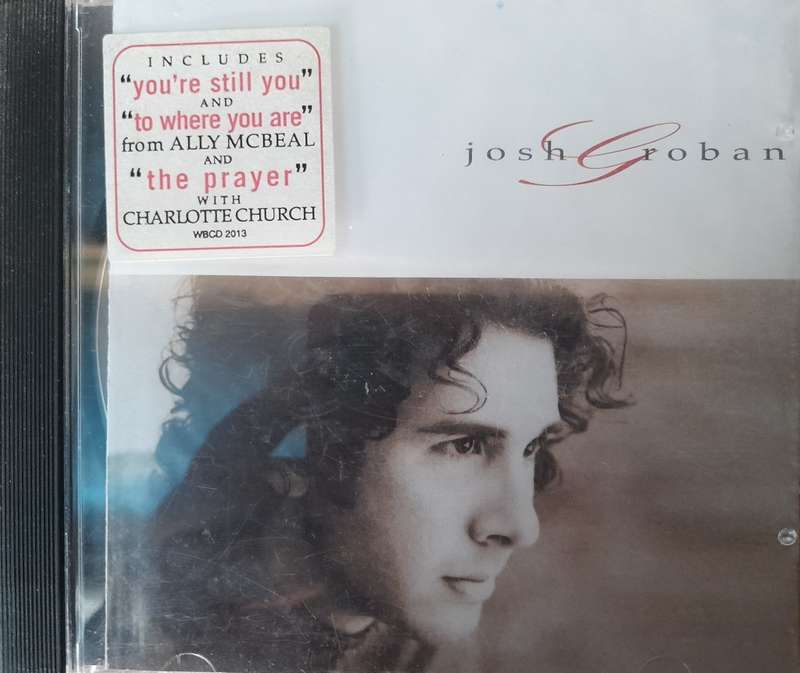 INCLUDES
“you're still you”
AND
“to where you are”
from ALLY MCBEAL
AND
“the prayer”
WITH
CHARLOTTE CHURCH
WBCD 2013
josh Groban